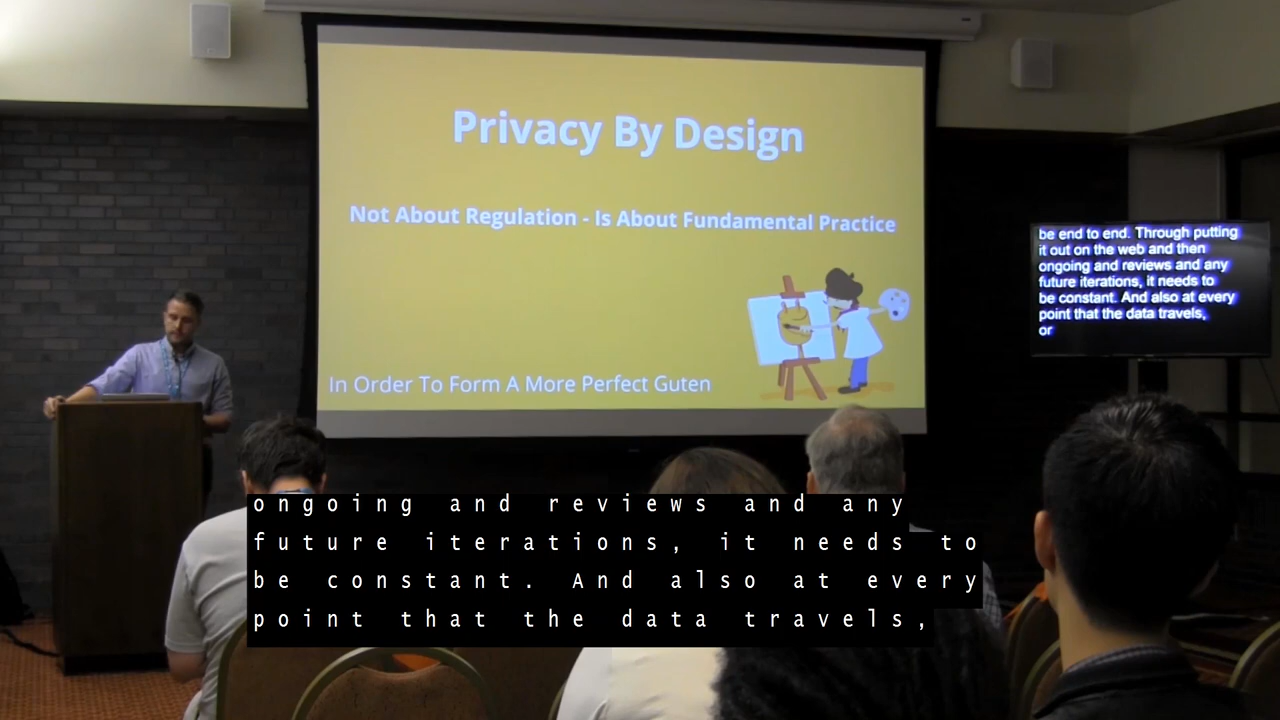 Privacy By Design
Not About Regulation - Is About Fundamental Practice
In Order To Form A More Perfect Guten
be end to end. Through putting
it out on the web and then
ongoing and reviews and any
future iterations, it needs to
be constant. And also at every
point that the data travels,
or
ongoing and reviews and any
future iterations, it needs to
be constant. And also at every
point that the data travels,